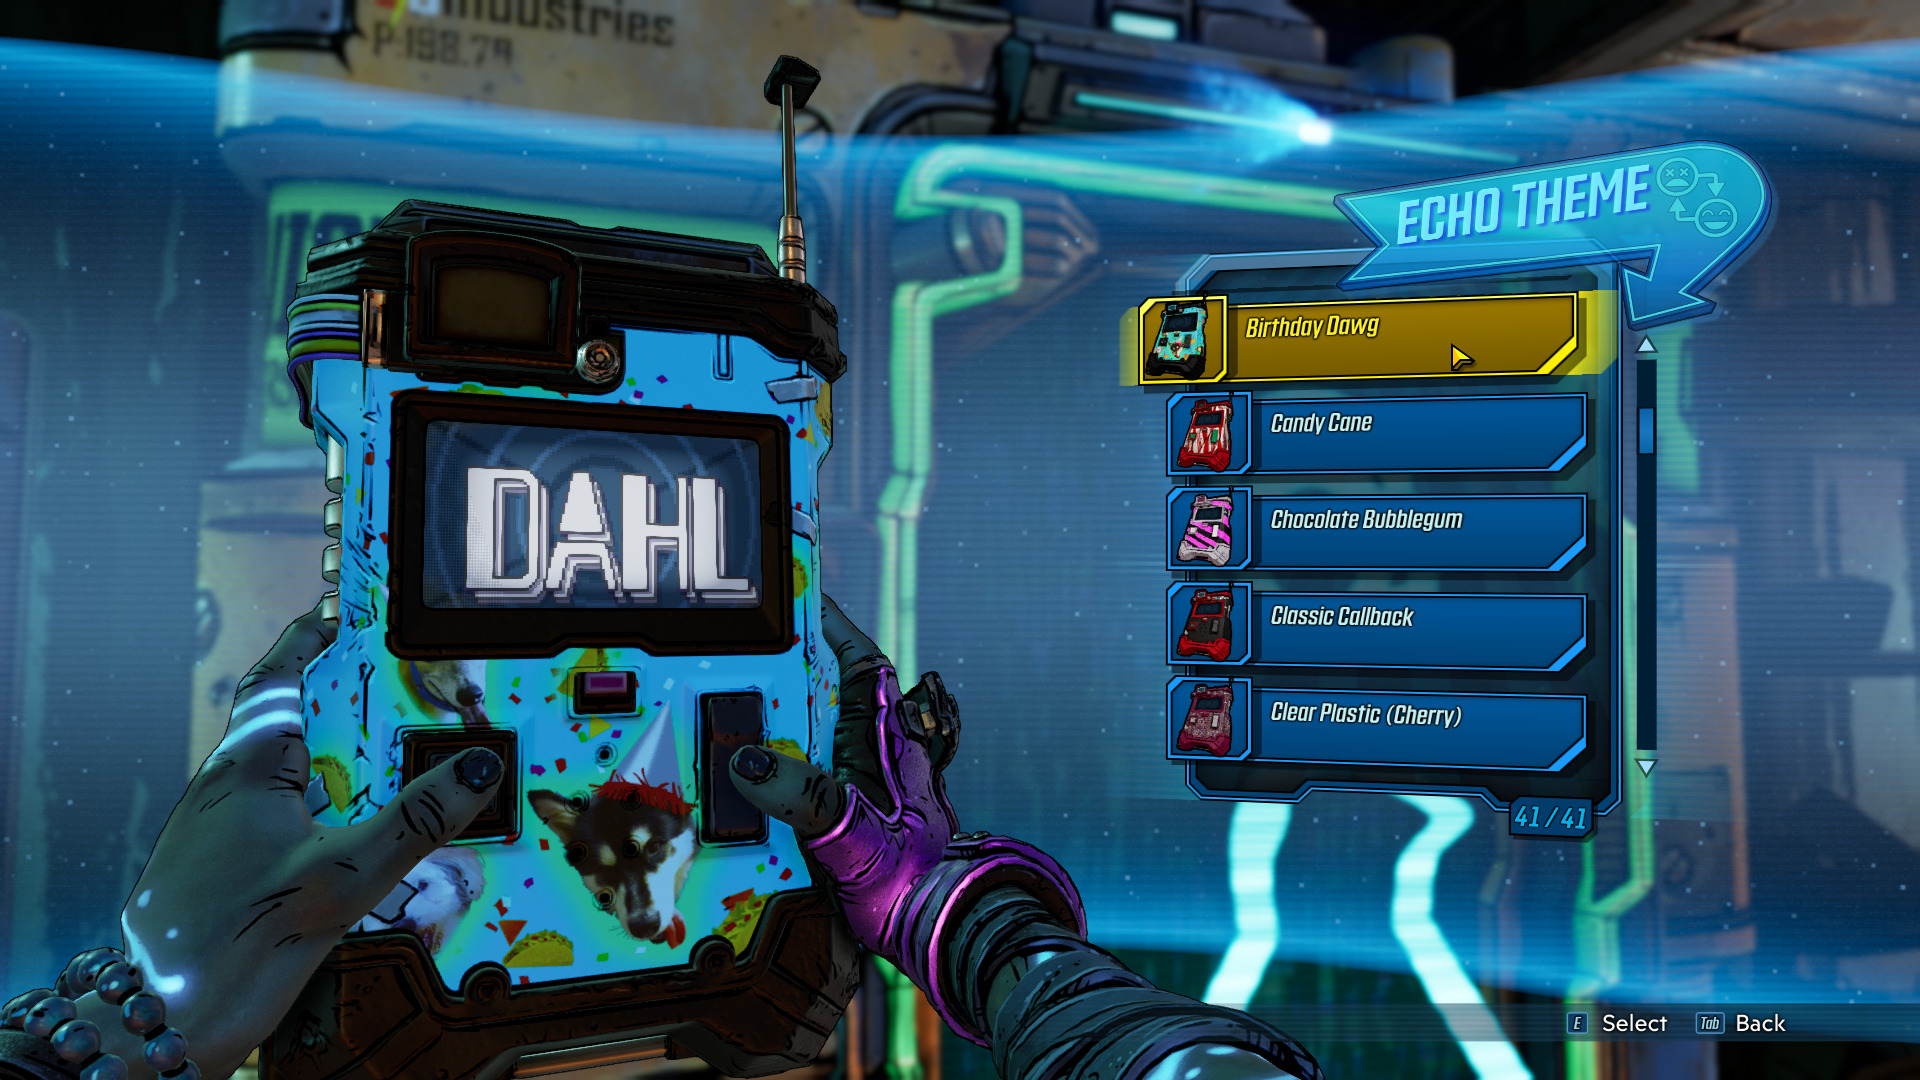 Industries
P-198.79
ECHO THEME
Birthday Dawg
Candy Cane
Chocolate Bubblegum
Classic Callback
Clear Plastic (Cherry)
41/41
DAHL
E Select Tab Back